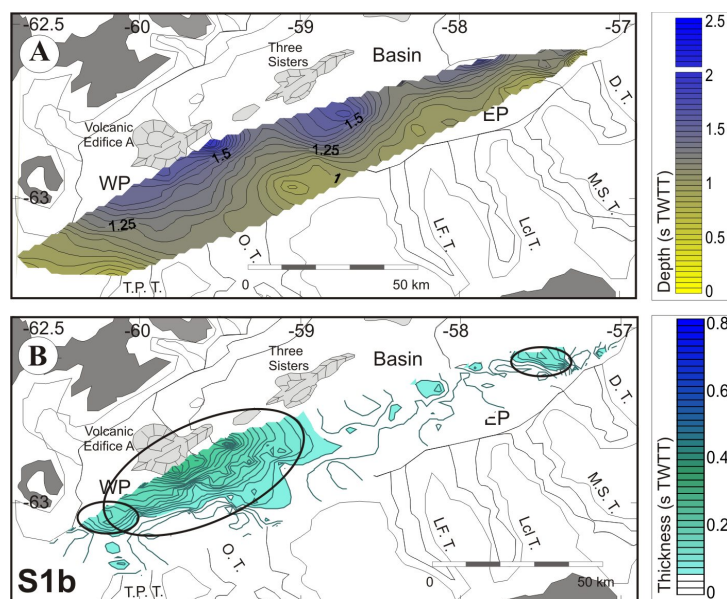 -62.5
-60
-59
-58
-57
A
Three
Sisters
Basin
Volcanic
Edifice A
1.5
1.5
EP
D. T.
1.25
WP
1
-63
1.25
M.S. T.
O. T.
LF. T.
Lcl T.
T.P. T.
0
50 km
2.5
2
1.5
1
0.5
0
Depth (s TWTT)
-62.5
-60
-59
-58
-57
B
Three
Sisters
Basin
Volcanic
Edifice A
EP
D. T.
WP
-63
M.S. T.
O. T.
LF. T.
Lcl T.
S1b
T.P. T.
0
50 km
0.8
0.6
0.4
0.2
0
Thickness (s TWTT)